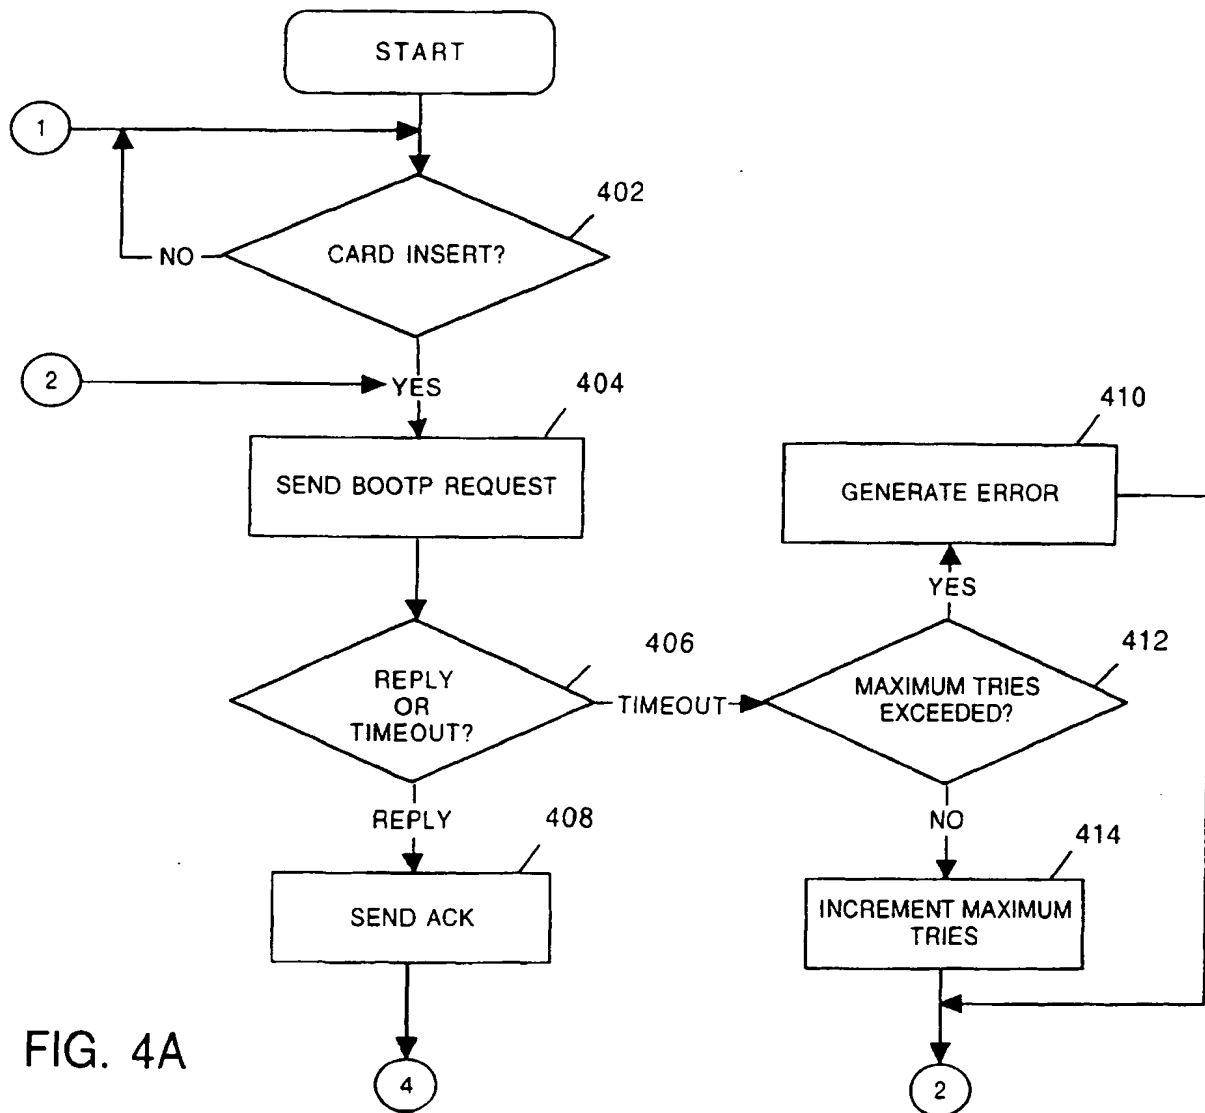 START
1
402
CARD INSERT?
NO
2
YES
404
SEND BOOTP REQUEST
410
GENERATE ERROR
YES
406
REPLY
OR
TIMEOUT?
TIMEOUT
412
MAXIMUM TRIES
EXCEEDED?
REPLY
408
SEND ACK
NO
414
INCREMENT MAXIMUM
TRIES
FIG. 4A
4
2